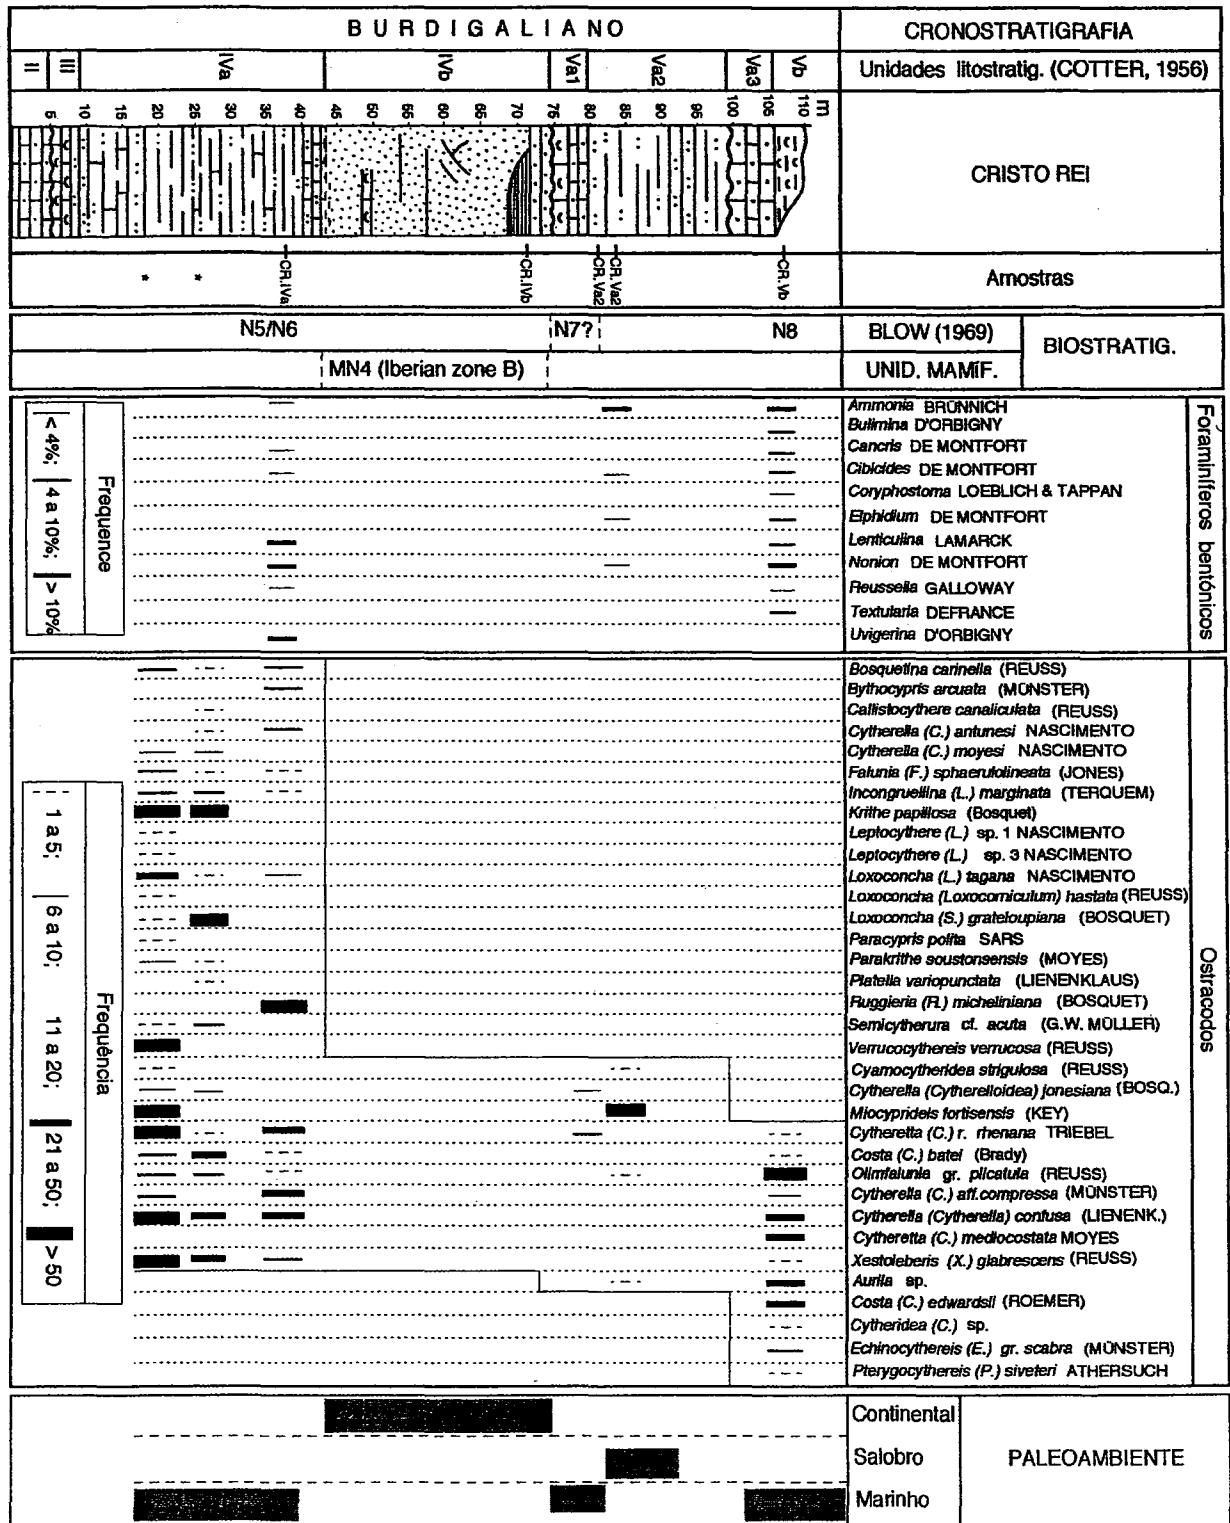 BURDIGALIANO
CRONOSTRATIGRAFIA
II III IVa IVb Va1 Va2 Va3 Vb
Unidades litostratig. (COTTER, 1956)
5 10 15 20 25 30 35 40 45 50 55 60 65 70 75 80 85 90 95 100 105 110 m
CRISTO REI
* * CR.IVa CR.IVb CR.Va2 CR.Va2 CR.Vb
Amostras
N5/N6 N7? N8
BLOW (1969)
BIOSTRATIG.
MN4 (Iberian zone B)
UNID. MAMÍF.
Foraminíferos bentónicos
Ammonia BRÜNNICH
Bulimina D'ORBIGNY
Cancris DE MONTFORT
Cibicides DE MONTFORT
Coryphostoma LOEBLICH & TAPPAN
Elphidium DE MONTFORT
Lenticulina LAMARCK
Nonion DE MONTFORT
Reussella GALLOWAY
Textularia DEFRANCE
Uvigerina D'ORBIGNY
Frequence
< 4%; 4 a 10%; > 10%
Ostracodos
Bosquetina carinella (REUSS)
Bythocypris arcuata (MÜNSTER)
Callistocythere canaliculata (REUSS)
Cytherella (C.) antunesi NASCIMENTO
Cytherella (C.) moyesi NASCIMENTO
Falunia (F.) sphaerulolineata (JONES)
Incongruellina (L.) marginata (TERQUEM)
Krithe papillosa (Bosquet)
Leptocythere (L.) sp. 1 NASCIMENTO
Leptocythere (L.) sp. 3 NASCIMENTO
Loxoconcha (L.) tagana NASCIMENTO
Loxoconcha (Loxocorniculum) hastata (REUSS)
Loxoconcha (S.) grateloupiana (BOSQUET)
Paracypris polita SARS
Parakrithe soustonsensis (MOYES)
Platella variopunctata (LIENENKLAUS)
Ruggieria (R.) micheliniana (BOSQUET)
Semicytherura cf. acuta (G.W. MÜLLER)
Verrucocythereis verrucosa (REUSS)
Cyamocytheridea strigulosa (REUSS)
Cytherella (Cytherelloidea) jonesiana (BOSQ.)
Miocyprideis fortisensis (KEY)
Cytheretta (C.) r. rhenana TRIEBEL
Costa (C.) batei (Brady)
Olimfalunia gr. plicatula (REUSS)
Cytherella (C.) aff.compressa (MÜNSTER)
Cytherella (Cytherella) confusa (LIENENK.)
Cytheretta (C.) mediocostata MOYES
Xestoleberis (X.) glabrescens (REUSS)
Aurila sp.
Costa (C.) edwardsii (ROEMER)
Cytheridea (C.) sp.
Echinocythereis (E.) gr. scabra (MÜNSTER)
Pterygocythereis (P.) siveteri ATHERSUCH
Frequência
1 a 5; 6 a 10; 11 a 20; 21 a 50; > 50
Continental
Salobro
Marinho
PALEOAMBIENTE